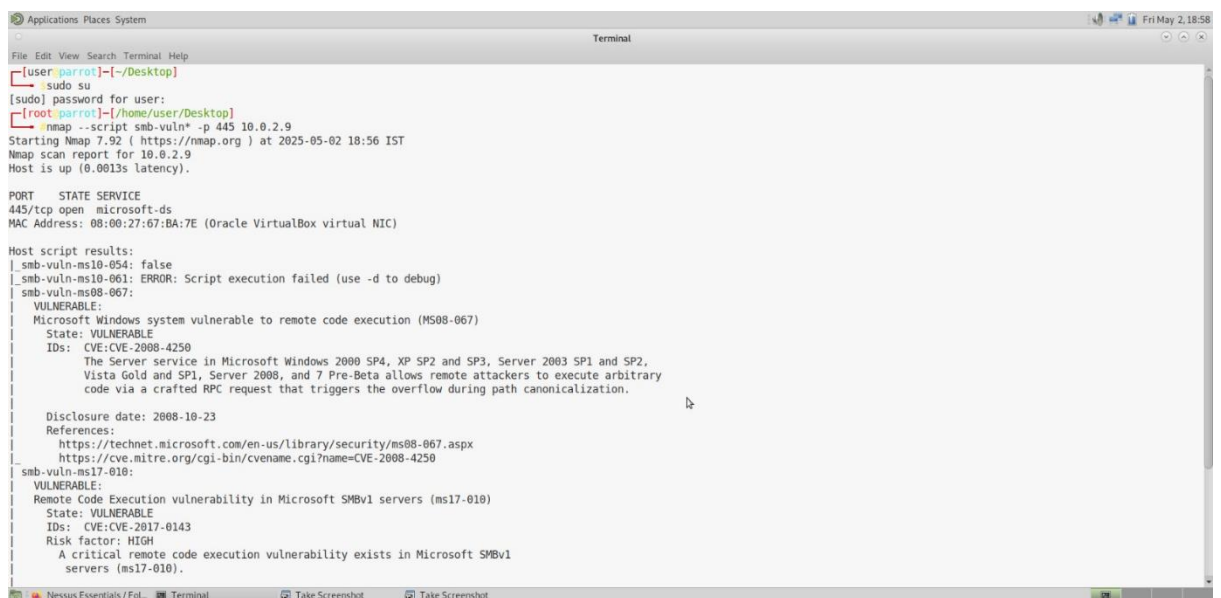 Applications Places System
Fri May 2, 18:58
Terminal
File Edit View Search Terminal Help
[user@parrot]-[~/Desktop]
$sudo su
[sudo] password for user:
[root@parrot]-[/home/user/Desktop]
#nmap --script smb-vuln* -p 445 10.0.2.9
Starting Nmap 7.92 ( https://nmap.org ) at 2025-05-02 18:56 IST
Nmap scan report for 10.0.2.9
Host is up (0.0013s latency).
PORT    STATE SERVICE
445/tcp open  microsoft-ds
MAC Address: 08:00:27:67:BA:7E (Oracle VirtualBox virtual NIC)
Host script results:
|_smb-vuln-ms10-054: false
|_smb-vuln-ms10-061: ERROR: Script execution failed (use -d to debug)
| smb-vuln-ms08-067:
|   VULNERABLE:
|   Microsoft Windows system vulnerable to remote code execution (MS08-067)
|     State: VULNERABLE
|     IDs:  CVE:CVE-2008-4250
|           The Server service in Microsoft Windows 2000 SP4, XP SP2 and SP3, Server 2003 SP1 and SP2,
|           Vista Gold and SP1, Server 2008, and 7 Pre-Beta allows remote attackers to execute arbitrary
|           code via a crafted RPC request that triggers the overflow during path canonicalization.
|
|     Disclosure date: 2008-10-23
|     References:
|       https://technet.microsoft.com/en-us/library/security/ms08-067.aspx
|_      https://cve.mitre.org/cgi-bin/cvename.cgi?name=CVE-2008-4250
| smb-vuln-ms17-010:
|   VULNERABLE:
|   Remote Code Execution vulnerability in Microsoft SMBv1 servers (ms17-010)
|     State: VULNERABLE
|     IDs:  CVE:CVE-2017-0143
|     Risk factor: HIGH
|       A critical remote code execution vulnerability exists in Microsoft SMBv1
|        servers (ms17-010).
|
Nessus Essentials / Fol... Terminal Take Screenshot Take Screenshot